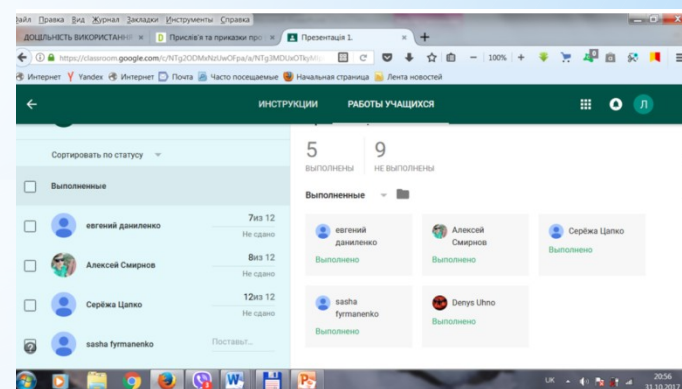 Файл Правка Вид Журнал Закладки Инструменты Справка
ДОЦІЛЬНІСТЬ ВИКОРИСТАННЯ × Прислів'я та приказки про × Презентація 1. × +
https://classroom.google.com/c/ 100%
Интернет Yandex Интернет Почта Часто посещаемые Начальная страница Лента новостей
ИНСТРУКЦИИ РАБОТЫ УЧАЩИХСЯ Л
Сортировать по статусу
5 9
ВЫПОЛНЕНЫ НЕ ВЫПОЛНЕНЫ
Выполненные
Выполненные
евгений даниленко 7из 12
Не сдано
Алексей Смирнов 8из 12
Не сдано
Серёжа Цапко 12из 12
Не сдано
sasha fyrmanenko Поставьт...
евгений даниленко
Выполнено
Алексей Смирнов
Выполнено
Серёжа Цапко
Выполнено
sasha fyrmanenko
Выполнено
Denys Uhno
Выполнено
UK 20:56
31.10.2017